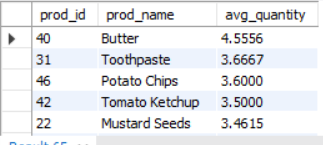 prod_id prod_name avg_quantity
40 Butter 4.5556
31 Toothpaste 3.6667
46 Potato Chips 3.6000
42 Tomato Ketchup 3.5000
22 Mustard Seeds 3.4615